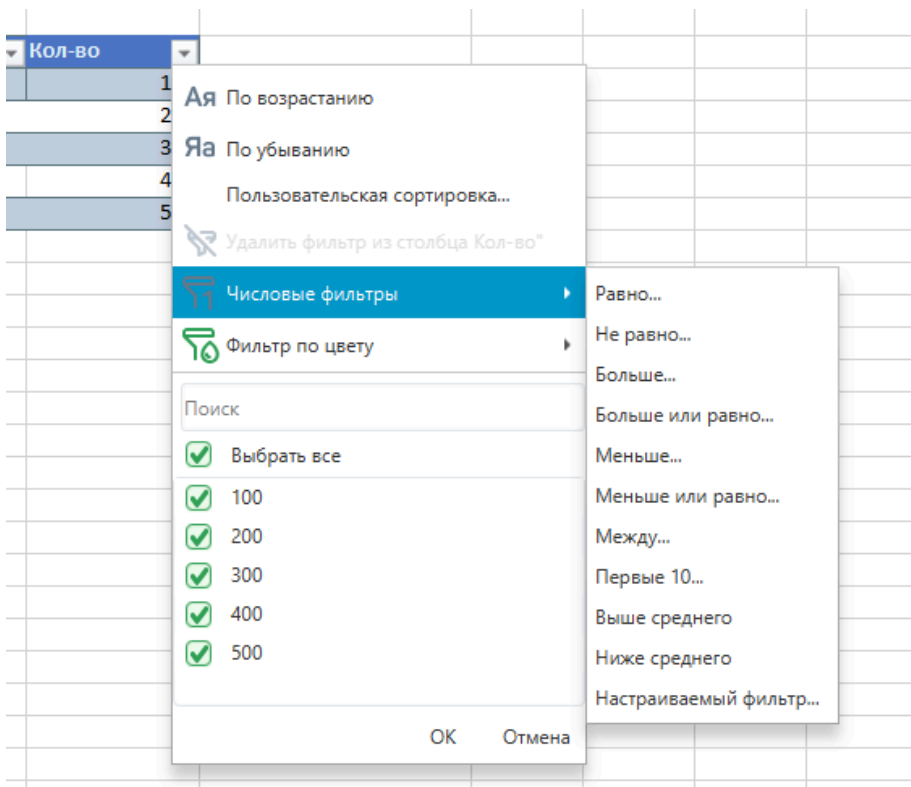 Кол-во
1
2
3
4
5
Ая По возрастанию
Яа По убыванию
Пользовательская сортировка...
Удалить фильтр из столбца Кол-во"
1 Числовые фильтры
Фильтр по цвету
Поиск
Выбрать все
100
200
300
400
500
ОК Отмена
Равно...
Не равно...
Больше...
Больше или равно...
Меньше...
Меньше или равно...
Между...
Первые 10...
Выше среднего
Ниже среднего
Настраиваемый фильтр...